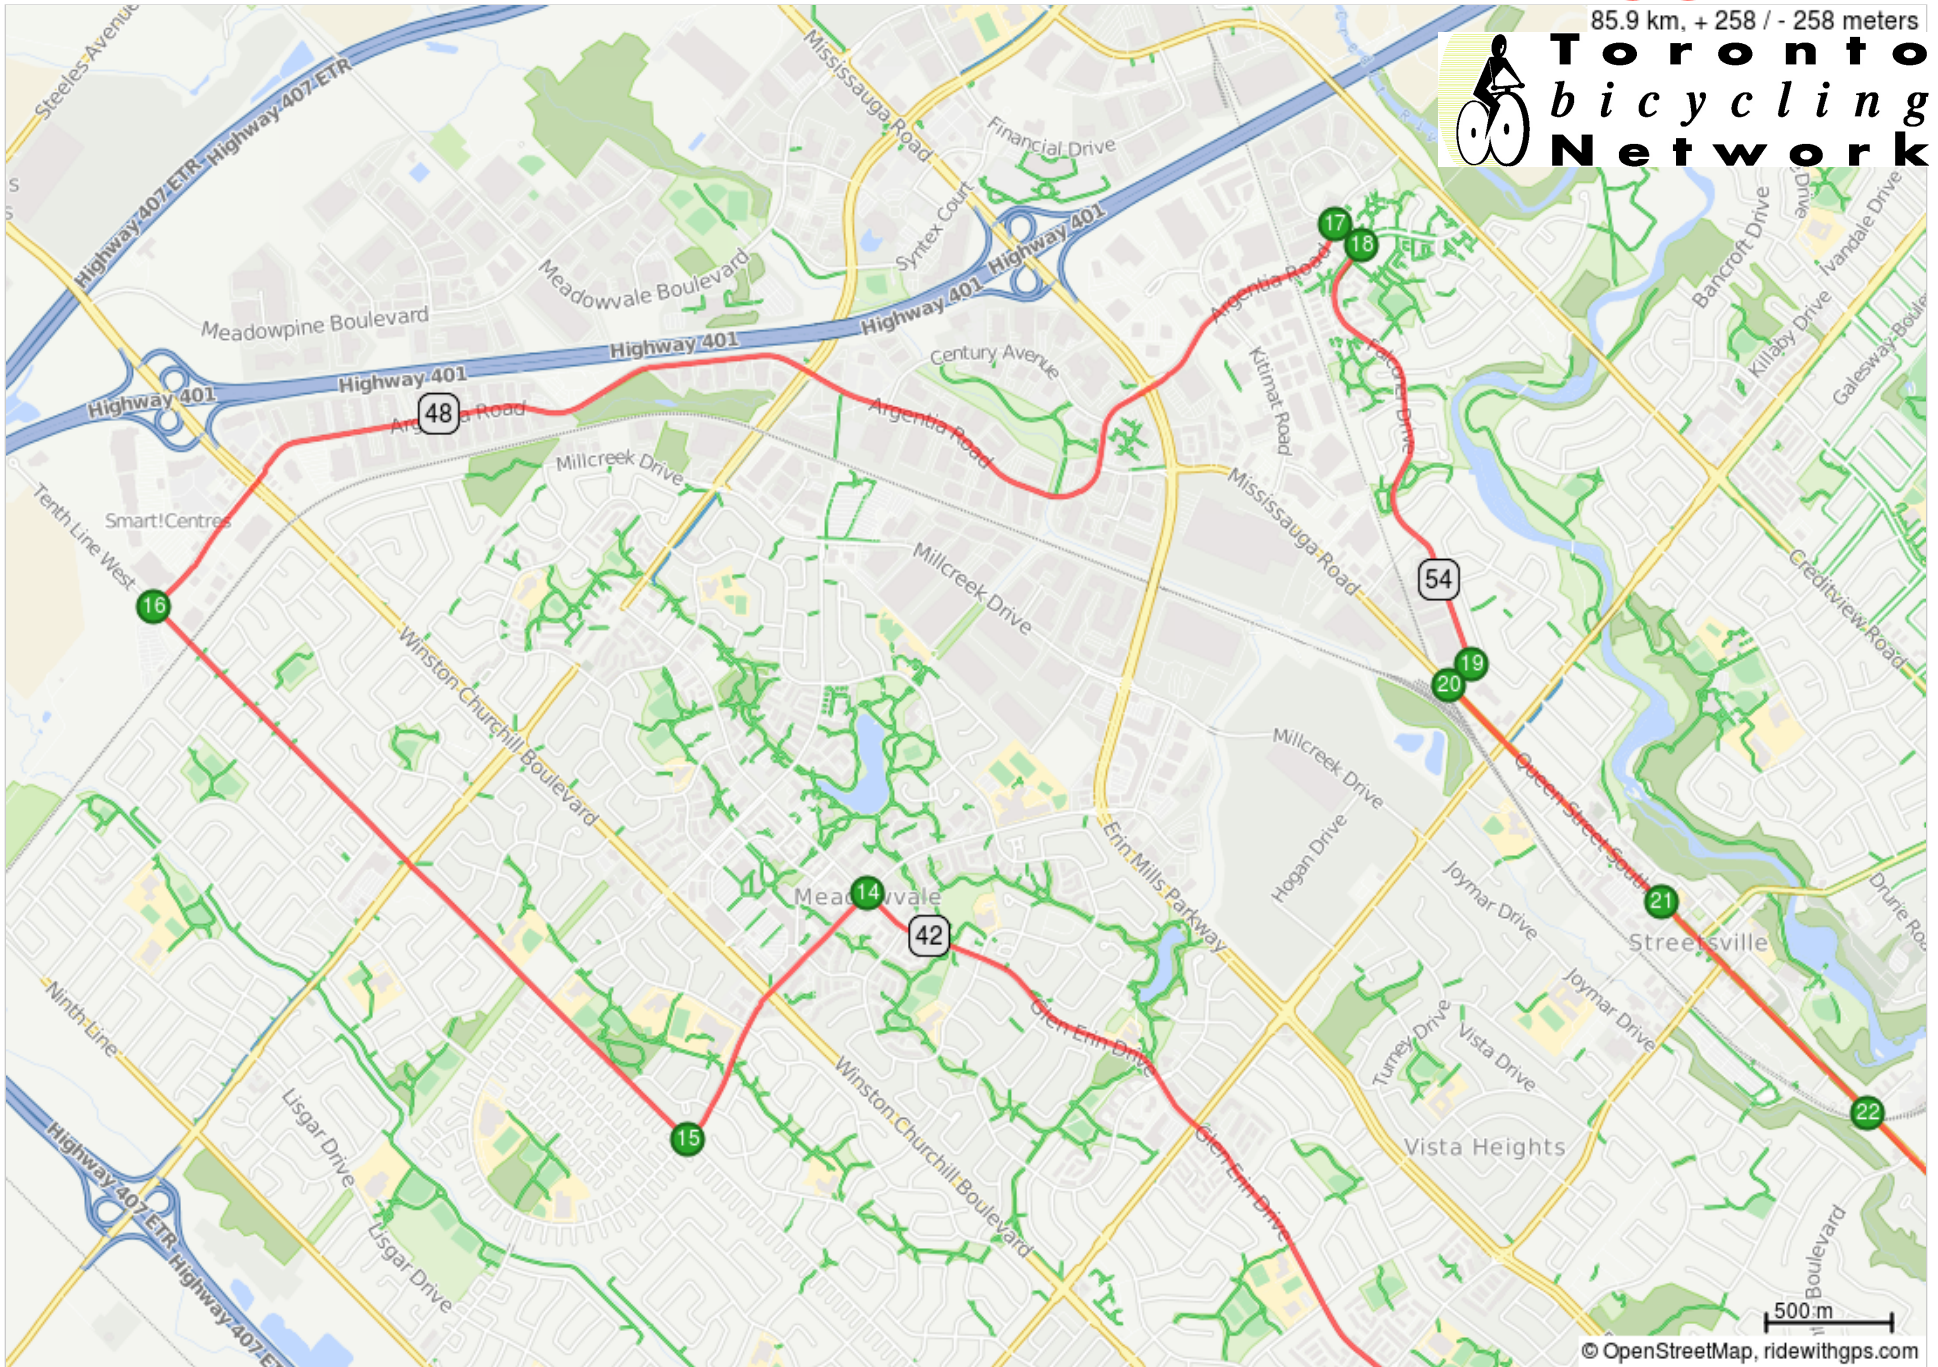 85.9 km, + 258 / - 258 meters
Toronto
bicycling
Network
Steeles Avenue
Highway 407 ETR
Highway 407 ETR
Highway 407 ETR
Mississauga Road
Financial Drive
Syntex Court
Highway 401
Highway 401
Highway 401
Highway 401
Highway 401
Meadowvale Boulevard
Meadowpine Boulevard
Bancroft Drive
Ivandale Drive
Killaby Drive
17
18
Argentia Road
Century Avenue
Kitimat Road
Falconer Drive
48
Argentia Road
Millcreek Drive
Mississauga Road
Smart!Centres
Tenth Line West
16
Millcreek Drive
54
Creditview Road
19
20
Winston Churchill Boulevard
Millcreek Drive
Queen Street South
Hogan Drive
Erin Mills Parkway
Joymar Drive
14
Meadowvale
42
21
Streetsville
Ninth Line
Glen Erin Drive
Turney Drive
Vista Drive
Joymar Drive
22
15
Lisgar Drive
Winston Churchill Boulevard
Glen Erin Drive
Vista Heights
Highway 407 ETR
Highway 407 ETR
Lisgar Drive
Boulevard
500 m
© OpenStreetMap, ridewithgps.com